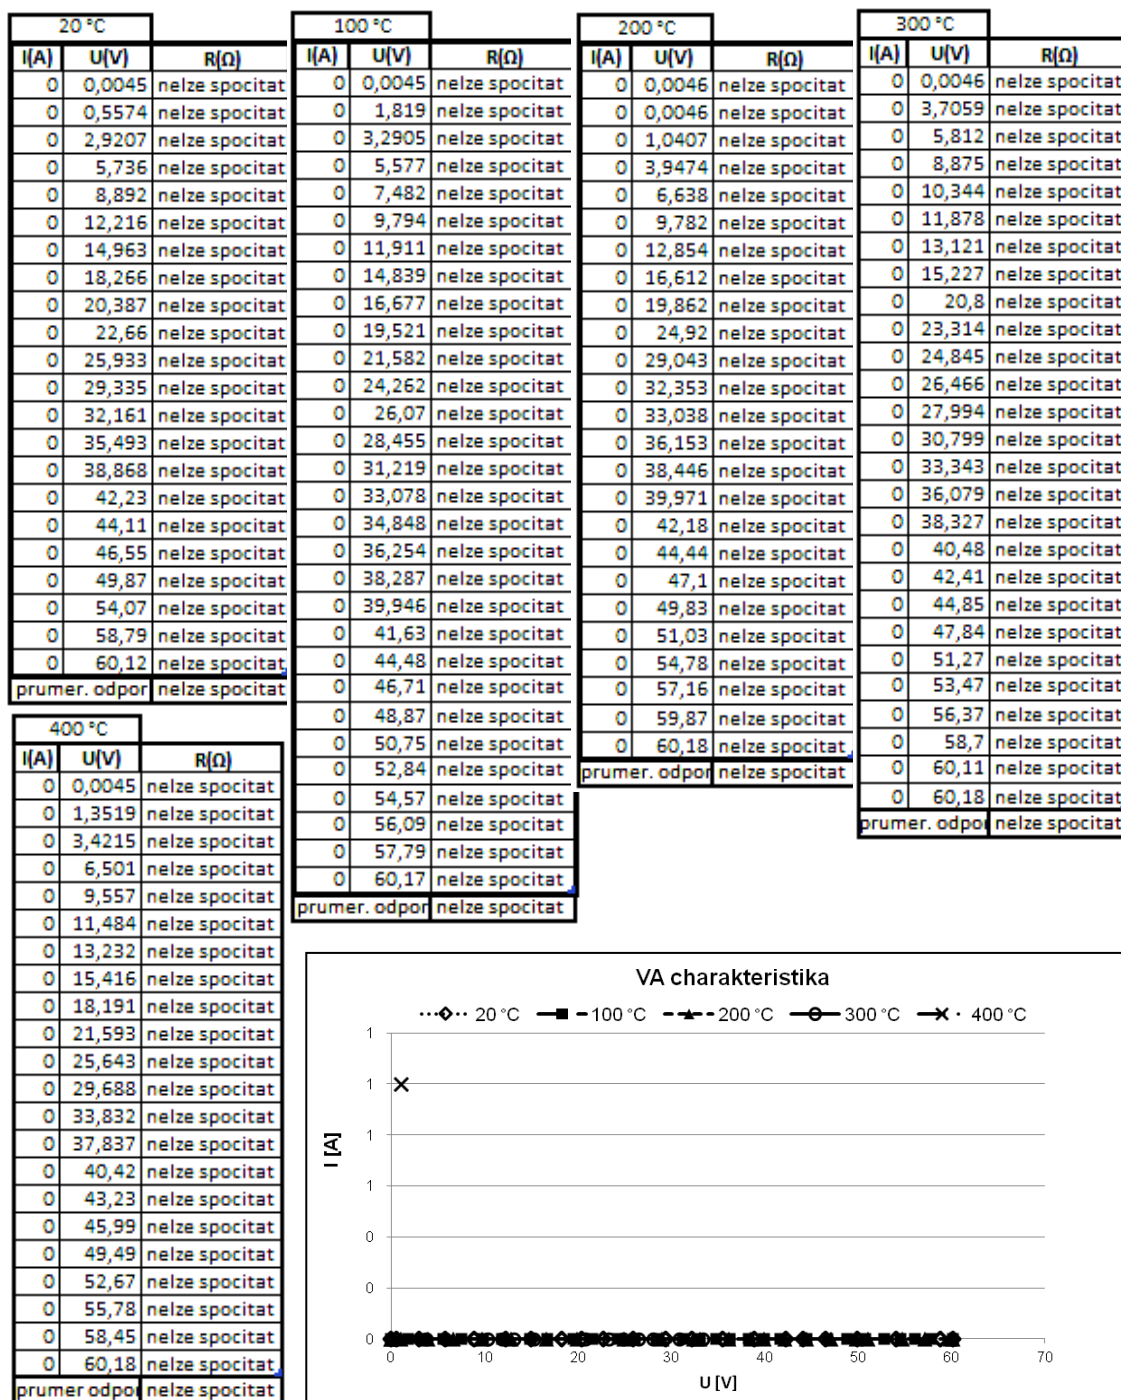 20 °C
I(A) U(V) R(Ω)
0 0,0045 nelze spocitat
0 0,5574 nelze spocitat
0 2,9207 nelze spocitat
0 5,736 nelze spocitat
0 8,892 nelze spocitat
0 12,216 nelze spocitat
0 14,963 nelze spocitat
0 18,266 nelze spocitat
0 20,387 nelze spocitat
0 22,66 nelze spocitat
0 25,933 nelze spocitat
0 29,335 nelze spocitat
0 32,161 nelze spocitat
0 35,493 nelze spocitat
0 38,868 nelze spocitat
0 42,23 nelze spocitat
0 44,11 nelze spocitat
0 46,55 nelze spocitat
0 49,87 nelze spocitat
0 54,07 nelze spocitat
0 58,79 nelze spocitat
0 60,12 nelze spocitat
prumer. odpor nelze spocitat
100 °C
I(A) U(V) R(Ω)
0 0,0045 nelze spocitat
0 1,819 nelze spocitat
0 3,2905 nelze spocitat
0 5,577 nelze spocitat
0 7,482 nelze spocitat
0 9,794 nelze spocitat
0 11,911 nelze spocitat
0 14,839 nelze spocitat
0 16,677 nelze spocitat
0 19,521 nelze spocitat
0 21,582 nelze spocitat
0 24,262 nelze spocitat
0 26,07 nelze spocitat
0 28,455 nelze spocitat
0 31,219 nelze spocitat
0 33,078 nelze spocitat
0 34,848 nelze spocitat
0 36,254 nelze spocitat
0 38,287 nelze spocitat
0 39,946 nelze spocitat
0 41,63 nelze spocitat
0 44,48 nelze spocitat
0 46,71 nelze spocitat
0 48,87 nelze spocitat
0 50,75 nelze spocitat
0 52,84 nelze spocitat
0 54,57 nelze spocitat
0 56,09 nelze spocitat
0 57,79 nelze spocitat
0 60,17 nelze spocitat
prumer. odpor nelze spocitat
200 °C
I(A) U(V) R(Ω)
0 0,0046 nelze spocitat
0 0,0046 nelze spocitat
0 1,0407 nelze spocitat
0 3,9474 nelze spocitat
0 6,638 nelze spocitat
0 9,782 nelze spocitat
0 12,854 nelze spocitat
0 16,612 nelze spocitat
0 19,862 nelze spocitat
0 24,92 nelze spocitat
0 29,043 nelze spocitat
0 32,353 nelze spocitat
0 33,038 nelze spocitat
0 36,153 nelze spocitat
0 38,446 nelze spocitat
0 39,971 nelze spocitat
0 42,18 nelze spocitat
0 44,44 nelze spocitat
0 47,1 nelze spocitat
0 49,83 nelze spocitat
0 51,03 nelze spocitat
0 54,78 nelze spocitat
0 57,16 nelze spocitat
0 59,87 nelze spocitat
0 60,18 nelze spocitat
prumer. odpor nelze spocitat
300 °C
I(A) U(V) R(Ω)
0 0,0046 nelze spocitat
0 3,7059 nelze spocitat
0 5,812 nelze spocitat
0 8,875 nelze spocitat
0 10,344 nelze spocitat
0 11,878 nelze spocitat
0 13,121 nelze spocitat
0 15,227 nelze spocitat
0 20,8 nelze spocitat
0 23,314 nelze spocitat
0 24,845 nelze spocitat
0 26,466 nelze spocitat
0 27,994 nelze spocitat
0 30,799 nelze spocitat
0 33,343 nelze spocitat
0 36,079 nelze spocitat
0 38,327 nelze spocitat
0 40,48 nelze spocitat
0 42,41 nelze spocitat
0 44,85 nelze spocitat
0 47,84 nelze spocitat
0 51,27 nelze spocitat
0 53,47 nelze spocitat
0 56,37 nelze spocitat
0 58,7 nelze spocitat
0 60,11 nelze spocitat
0 60,18 nelze spocitat
prumer. odpo nelze spocitat
400 °C
I(A) U(V) R(Ω)
0 0,0045 nelze spocitat
0 1,3519 nelze spocitat
0 3,4215 nelze spocitat
0 6,501 nelze spocitat
0 9,557 nelze spocitat
0 11,484 nelze spocitat
0 13,232 nelze spocitat
0 15,416 nelze spocitat
0 18,191 nelze spocitat
0 21,593 nelze spocitat
0 25,643 nelze spocitat
0 29,688 nelze spocitat
0 33,832 nelze spocitat
0 37,837 nelze spocitat
0 40,42 nelze spocitat
0 43,23 nelze spocitat
0 45,99 nelze spocitat
0 49,49 nelze spocitat
0 52,67 nelze spocitat
0 55,78 nelze spocitat
0 58,45 nelze spocitat
0 60,18 nelze spocitat
prumer odpo nelze spocitat
VA charakteristika
20 °C 100 °C 200 °C 300 °C 400 °C
1
1
1
1
0
0
0
I [A]
0 10 20 30 40 50 60 70
U [V]